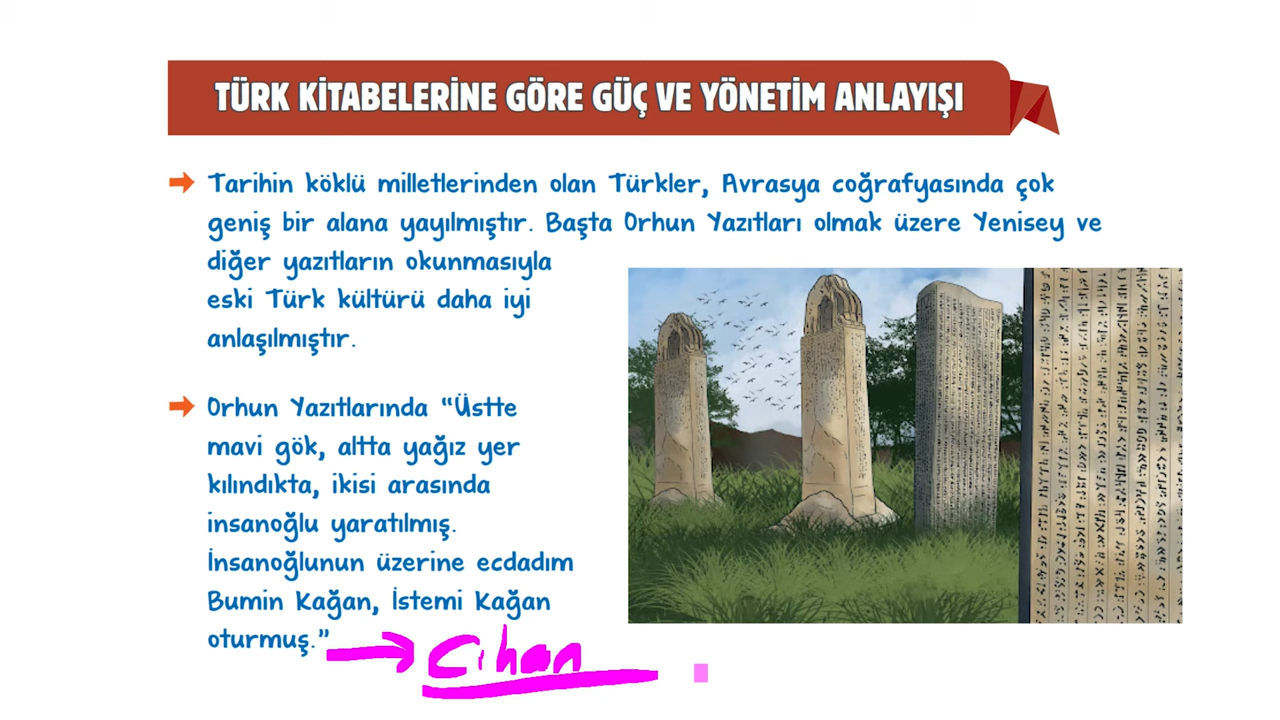 TÜRK KİTABELERİNE GÖRE GÜÇ VE YÖNETİM ANLAYIŞI
Tarihin köklü milletlerinden olan Türkler, Avrasya coğrafyasında çok
geniş bir alana yayılmıştır. Başta Orhun Yazıtları olmak üzere Yenisey ve
diğer yazıtların okunmasıyla
eski Türk kültürü daha iyi
anlaşılmıştır.
Orhun Yazıtlarında "Üstte
mavi gök, altta yağız yer
kılındıkta, ikisi arasında
insanoğlu yaratılmış.
İnsanoğlunun üzerine ecdadım
Bumin Kağan, İstemi Kağan
oturmuş."
Cihan